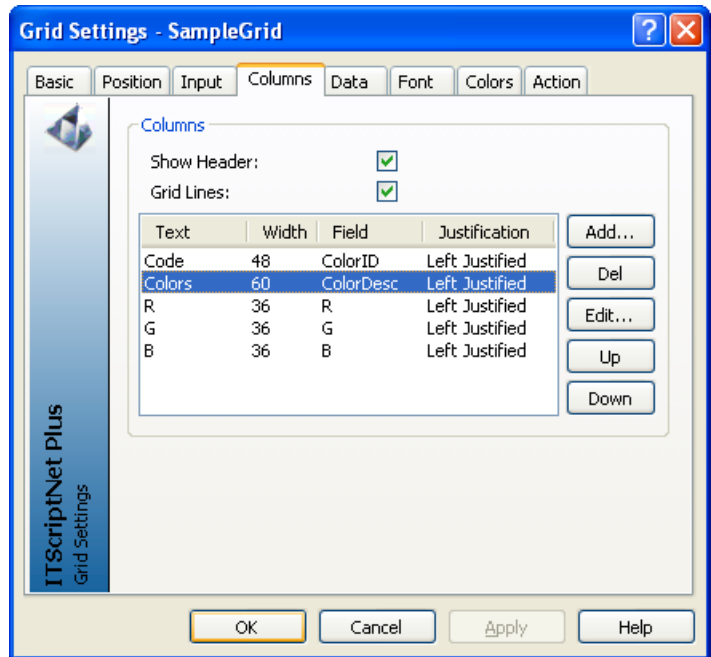 Grid Settings - SampleGrid
Basic Position Input Columns Data Font Colors Action
Columns
Show Header:
Grid Lines:
Text Width Field Justification
Code 48 ColorID Left Justified
Colors 60 ColorDesc Left Justified
R 36 R Left Justified
G 36 G Left Justified
B 36 B Left Justified
Add...
Del
Edit...
Up
Down
ITScriptNet Plus
Grid Settings
OK Cancel Apply Help